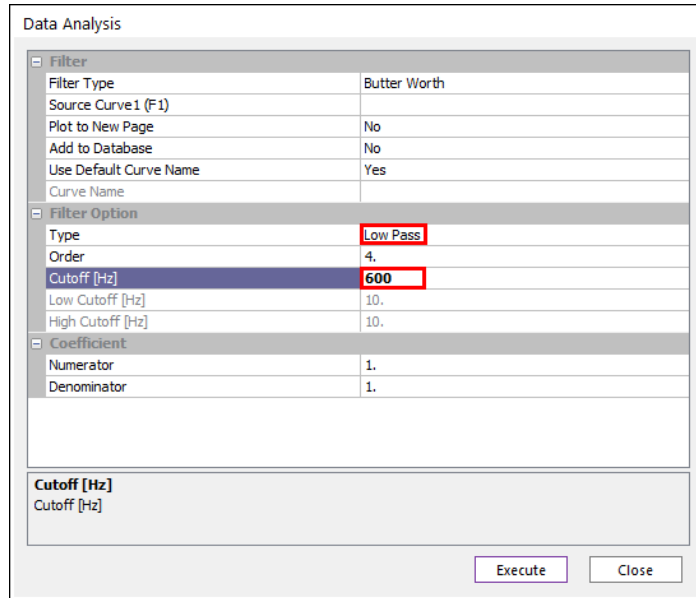 Data Analysis
Filter
Filter Type Butter Worth
Source Curve1 (F1)
Plot to New Page No
Add to Database No
Use Default Curve Name Yes
Curve Name
Filter Option
Type Low Pass
Order 4.
Cutoff [Hz] 600
Low Cutoff [Hz] 10.
High Cutoff [Hz] 10.
Coefficient
Numerator 1.
Denominator 1.
Cutoff [Hz]
Cutoff [Hz]
Execute Close